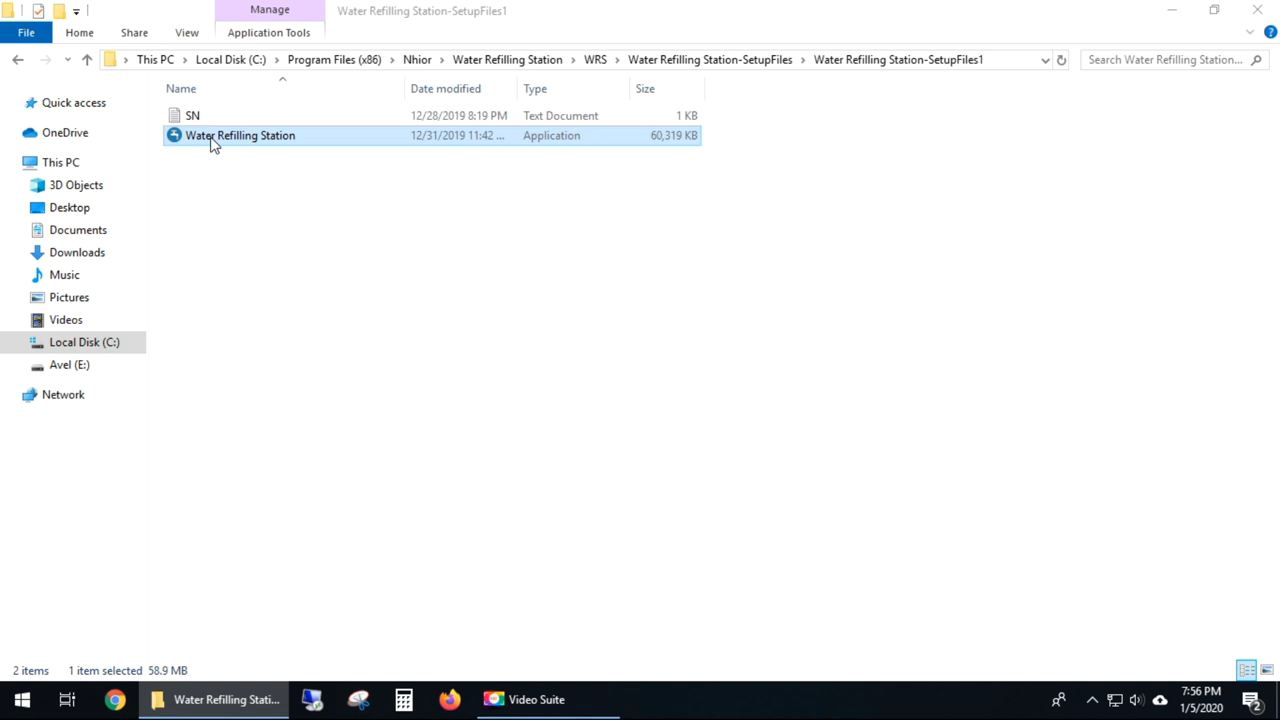 Manage
Water Refilling Station-SetupFiles1
File
Home
Share
View
Application Tools
This PC
Local Disk (C:)
Program Files (x86)
Nhior
Water Refilling Station
WRS
Water Refilling Station-SetupFiles
Water Refilling Station-SetupFiles1
Search Water Refilling Station...
Name
Date modified
Type
Size
SN
12/28/2019 8:19 PM
Text Document
1 KB
Water Refilling Station
12/31/2019 11:42 ...
Application
60,319 KB
Quick access
OneDrive
This PC
3D Objects
Desktop
Documents
Downloads
Music
Pictures
Videos
Local Disk (C:)
Avel (E:)
Network
2 items
1 item selected 58.9 MB
Water Refilling Stati...
Video Suite
7:56 PM
1/5/2020
2